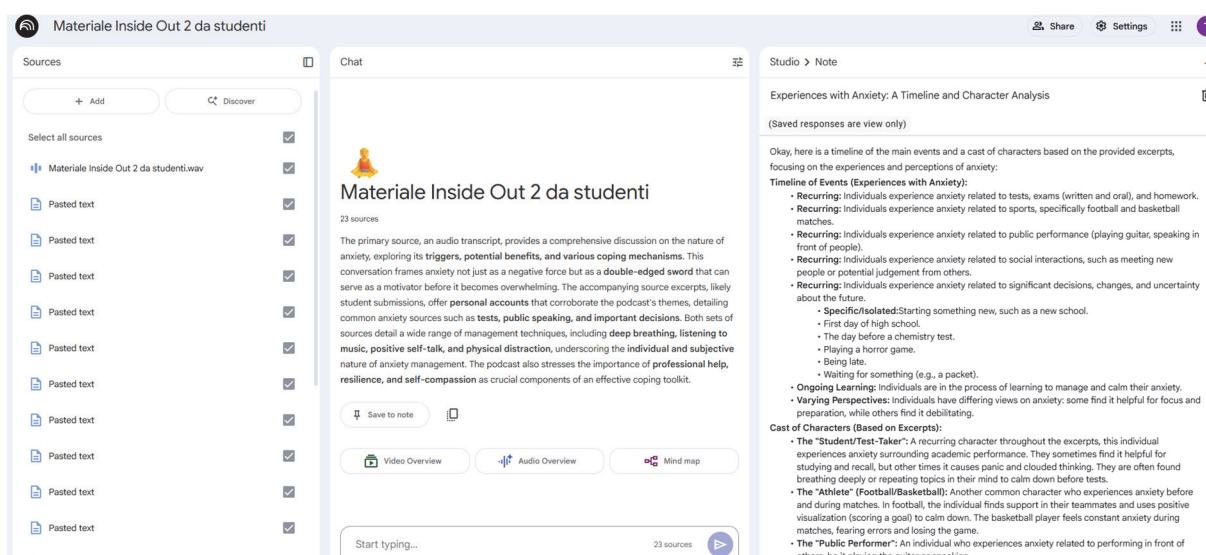 Materiale Inside Out 2 da studenti
Share
Settings
Sources
+ Add
Discover
Select all sources
Materiale Inside Out 2 da studenti.wav
Pasted text
Pasted text
Pasted text
Pasted text
Pasted text
Pasted text
Pasted text
Pasted text
Pasted text
Pasted text
Chat
Materiale Inside Out 2 da studenti
23 sources
The primary source, an audio transcript, provides a comprehensive discussion on the nature of
anxiety, exploring its triggers, potential benefits, and various coping mechanisms. This
conversation frames anxiety not just as a negative force but as a double-edged sword that can
serve as a motivator before it becomes overwhelming. The accompanying source excerpts, likely
student submissions, offer personal accounts that corroborate the podcast's themes, detailing
common anxiety sources such as tests, public speaking, and important decisions. Both sets of
sources detail a wide range of management techniques, including deep breathing, listening to
music, positive self-talk, and physical distraction, underscoring the individual and subjective
nature of anxiety management. The podcast also stresses the importance of professional help,
resilience, and self-compassion as crucial components of an effective coping toolkit.
Save to note
Video Overview
Audio Overview
Mind map
Start typing...
23 sources
Studio > Note
Experiences with Anxiety: A Timeline and Character Analysis
(Saved responses are view only)
Okay, here is a timeline of the main events and a cast of characters based on the provided excerpts,
focusing on the experiences and perceptions of anxiety:
Timeline of Events (Experiences with Anxiety):
• Recurring: Individuals experience anxiety related to tests, exams (written and oral), and homework.
• Recurring: Individuals experience anxiety related to sports, specifically football and basketball
matches.
• Recurring: Individuals experience anxiety related to public performance (playing guitar, speaking in
front of people).
• Recurring: Individuals experience anxiety related to social interactions, such as meeting new
people or potential judgement from others.
• Recurring: Individuals experience anxiety related to significant decisions, changes, and uncertainty
about the future.
• Specific/Isolated:Starting something new, such as a new school.
• First day of high school.
• The day before a chemistry test.
• Playing a horror game.
• Being late.
• Waiting for something (e.g., a packet).
• Ongoing Learning: Individuals are in the process of learning to manage and calm their anxiety.
• Varying Perspectives: Individuals have differing views on anxiety: some find it helpful for focus and
preparation, while others find it debilitating.
Cast of Characters (Based on Excerpts):
• The "Student/Test-Taker": A recurring character throughout the excerpts, this individual
experiences anxiety surrounding academic performance. They sometimes find it helpful for
studying and recall, but other times it causes panic and clouded thinking. They are often found
breathing deeply or repeating topics in their mind to calm down before tests.
• The "Athlete" (Football/Basketball): Another common character who experiences anxiety before
and during matches. In football, the individual finds support in their teammates and uses positive
visualization (scoring a goal) to calm down. The basketball player feels constant anxiety during
matches, fearing errors and losing the game.
• The "Public Performer": An individual who experiences anxiety related to performing in front of
others, be it playing the guitar or speaking.